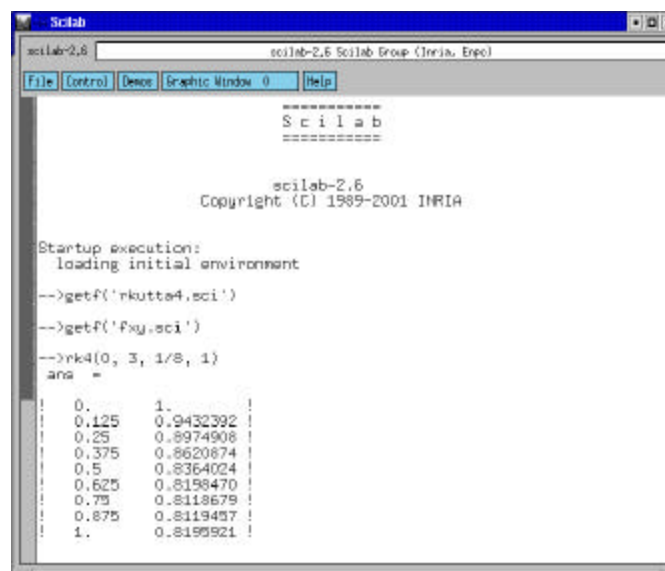 Scilab
scilab-2.6
scilab-2.6 Scilab Group (Inria, Enpc)
File Control Demos Graphic Window 0 Help
===========
S c i l a b
===========
scilab-2.6
Copyright (C) 1989-2001 INRIA
Startup execution:
loading initial environment
-->getf('rkutta4.sci')
-->getf('fxy.sci')
-->rk4(0, 3, 1/8, 1)
ans =
! 0. 1. !
! 0.125 0.9432392 !
! 0.25 0.8974908 !
! 0.375 0.8620874 !
! 0.5 0.8364024 !
! 0.625 0.8198470 !
! 0.75 0.8118679 !
! 0.875 0.8119457 !
! 1. 0.8195921 !